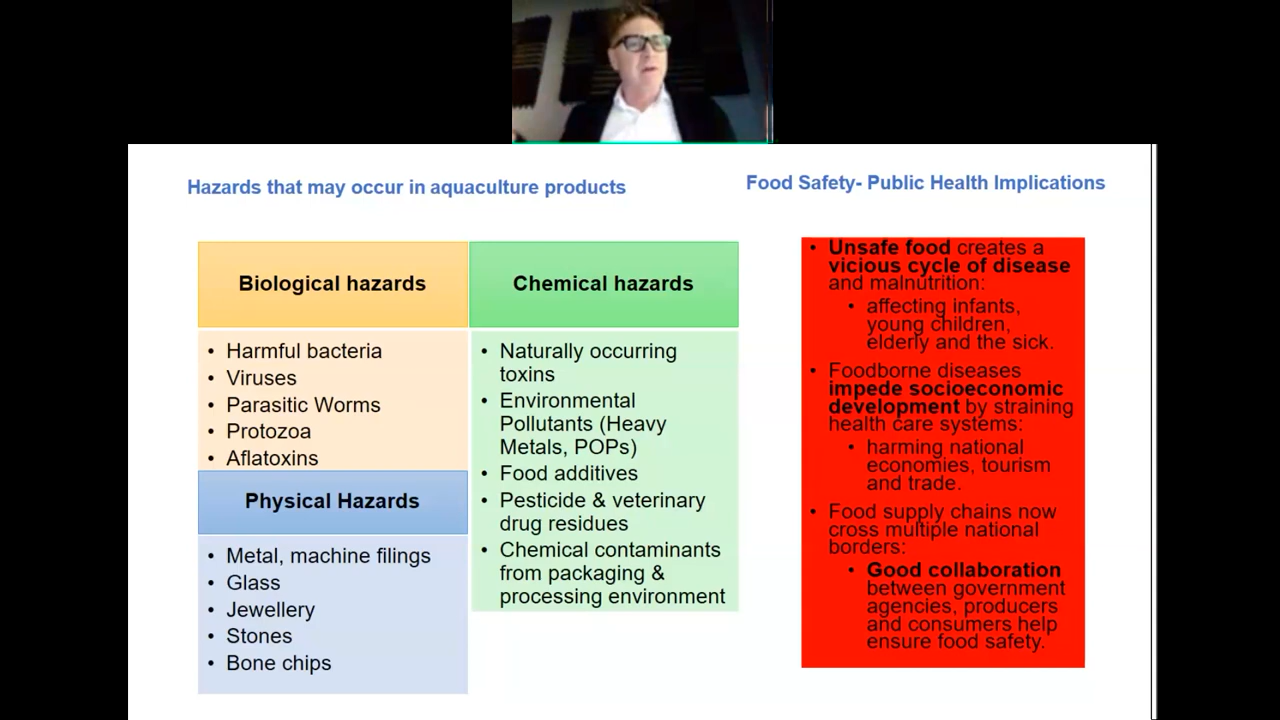 Hazards that may occur in aquaculture products
Biological hazards
• Harmful bacteria
• Viruses
• Parasitic Worms
• Protozoa
• Aflatoxins
Physical Hazards
• Metal, machine filings
• Glass
• Jewellery
• Stones
• Bone chips
Chemical hazards
• Naturally occurring
toxins
• Environmental
Pollutants (Heavy
Metals, POPs)
• Food additives
• Pesticide & veterinary
drug residues
• Chemical contaminants
from packaging &
processing environment
Food Safety- Public Health Implications
• Unsafe food creates a
vicious cycle of disease
and malnutrition:
• affecting infants,
young children,
elderly and the sick.
• Foodborne diseases
impede socioeconomic
development by straining
health care systems:
• harming national
economies, tourism
and trade.
• Food supply chains now
cross multiple national
borders:
• Good collaboration
between government
agencies, producers
and consumers help
ensure food safety.